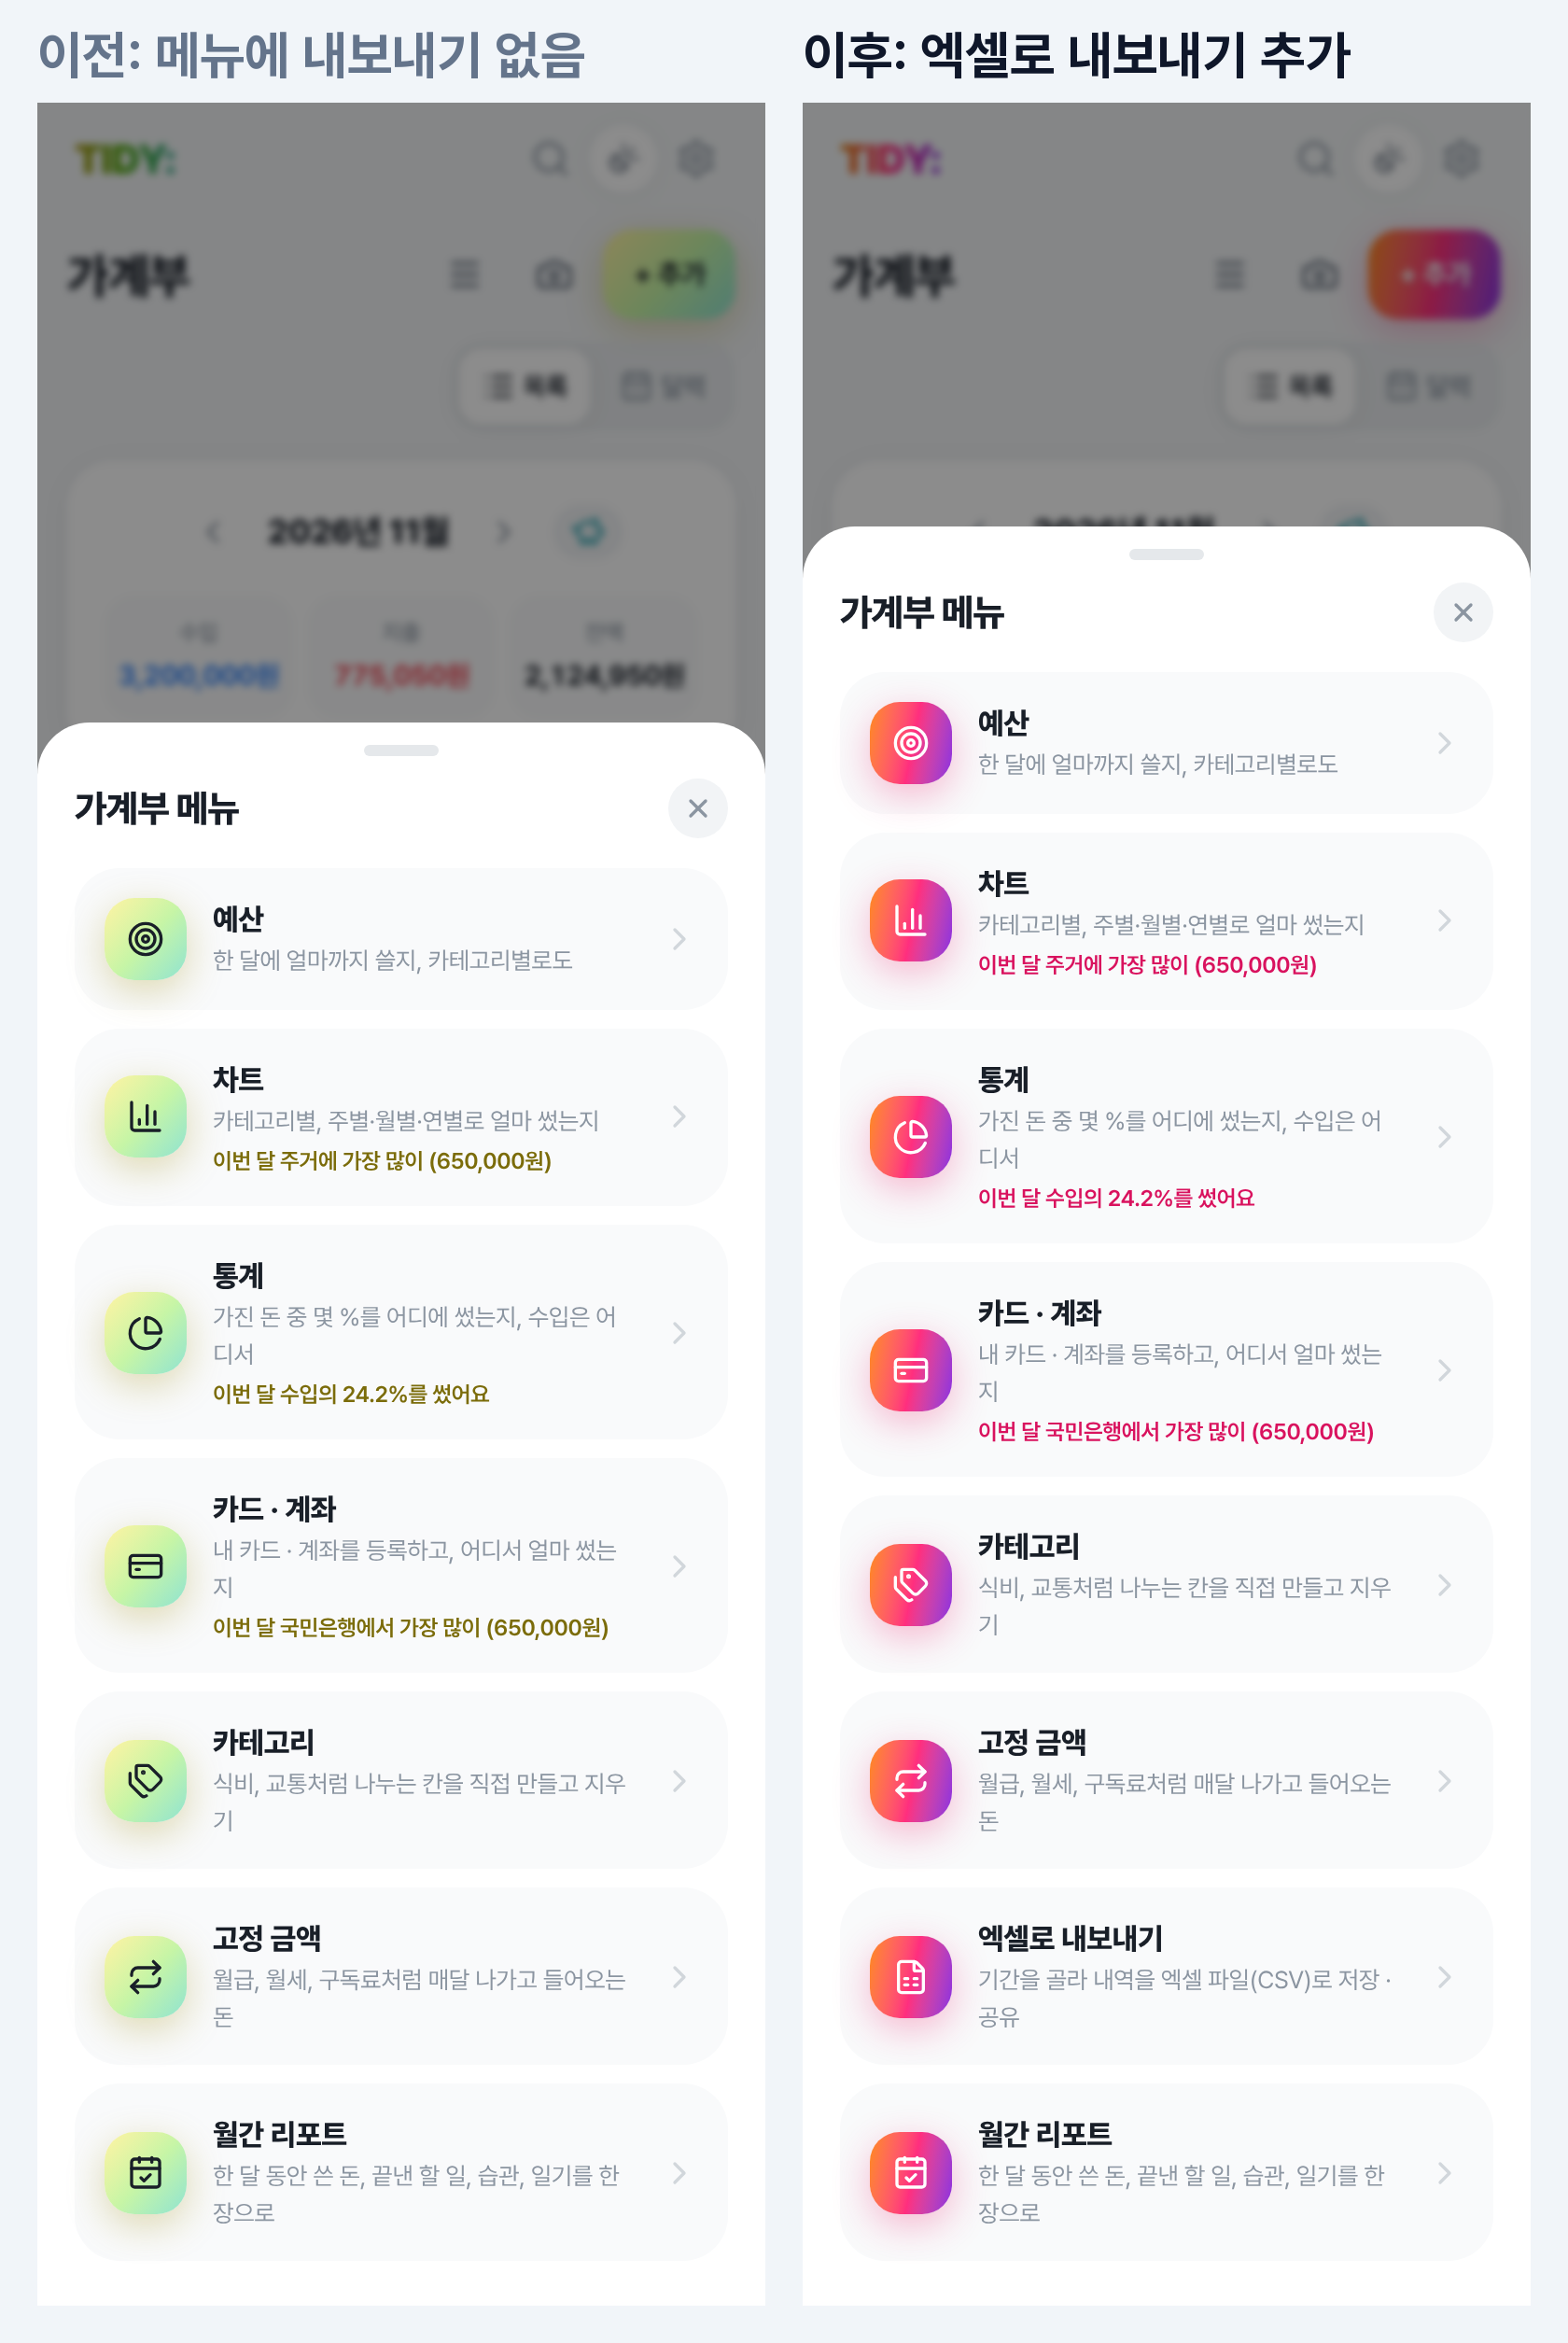 이전: 메뉴에 내보내기 없음
TIDY:
가계부
+ 추가
목록
달력
2026년 11월
수입
지출
잔액
3,200,000원
775,050원
2,124,950원
가계부 메뉴
예산
한 달에 얼마까지 쓸지, 카테고리별로도
차트
카테고리별, 주별·월별·연별로 얼마 썼는지
이번 달 주거에 가장 많이 (650,000원)
통계
가진 돈 중 몇 %를 어디에 썼는지, 수입은 어
디서
이번 달 수입의 24.2%를 썼어요
카드 · 계좌
내 카드 · 계좌를 등록하고, 어디서 얼마 썼는
지
이번 달 국민은행에서 가장 많이 (650,000원)
카테고리
식비, 교통처럼 나누는 칸을 직접 만들고 지우
기
고정 금액
월급, 월세, 구독료처럼 매달 나가고 들어오는
돈
월간 리포트
한 달 동안 쓴 돈, 끝낸 할 일, 습관, 일기를 한
장으로
이후: 엑셀로 내보내기 추가
TIDY:
가계부
+ 추가
목록
달력
2026년 11월
가계부 메뉴
예산
한 달에 얼마까지 쓸지, 카테고리별로도
차트
카테고리별, 주별·월별·연별로 얼마 썼는지
이번 달 주거에 가장 많이 (650,000원)
통계
가진 돈 중 몇 %를 어디에 썼는지, 수입은 어
디서
이번 달 수입의 24.2%를 썼어요
카드 · 계좌
내 카드 · 계좌를 등록하고, 어디서 얼마 썼는
지
이번 달 국민은행에서 가장 많이 (650,000원)
카테고리
식비, 교통처럼 나누는 칸을 직접 만들고 지우
기
고정 금액
월급, 월세, 구독료처럼 매달 나가고 들어오는
돈
엑셀로 내보내기
기간을 골라 내역을 엑셀 파일(CSV)로 저장 ·
공유
월간 리포트
한 달 동안 쓴 돈, 끝낸 할 일, 습관, 일기를 한
장으로